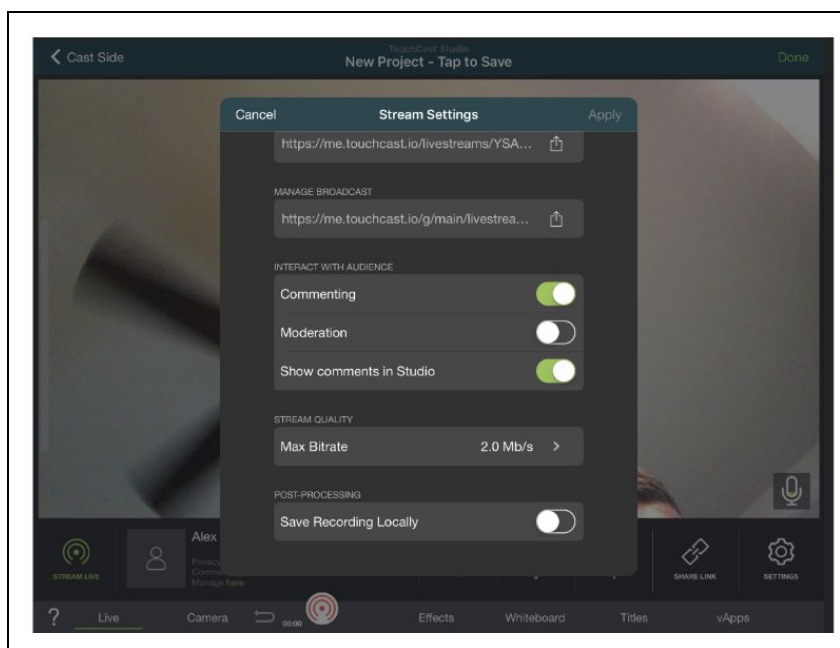 TouchCast Studio
Cast Side
New Project - Tap to Save
Done
Cancel
Stream Settings
Apply
https://me.touchcast.io/livestreams/YSA...
MANAGE BROADCAST
https://me.touchcast.io/g/main/livestrea...
INTERACT WITH AUDIENCE
Commenting
Moderation
Show comments in Studio
STREAM QUALITY
Max Bitrate 2.0 Mb/s >
POST-PROCESSING
Save Recording Locally
Alex
Privacy
Manage here
STREAM LIVE
SHARE LINK
SETTINGS
? Live Camera 00:00 Effects Whiteboard Titles vApps